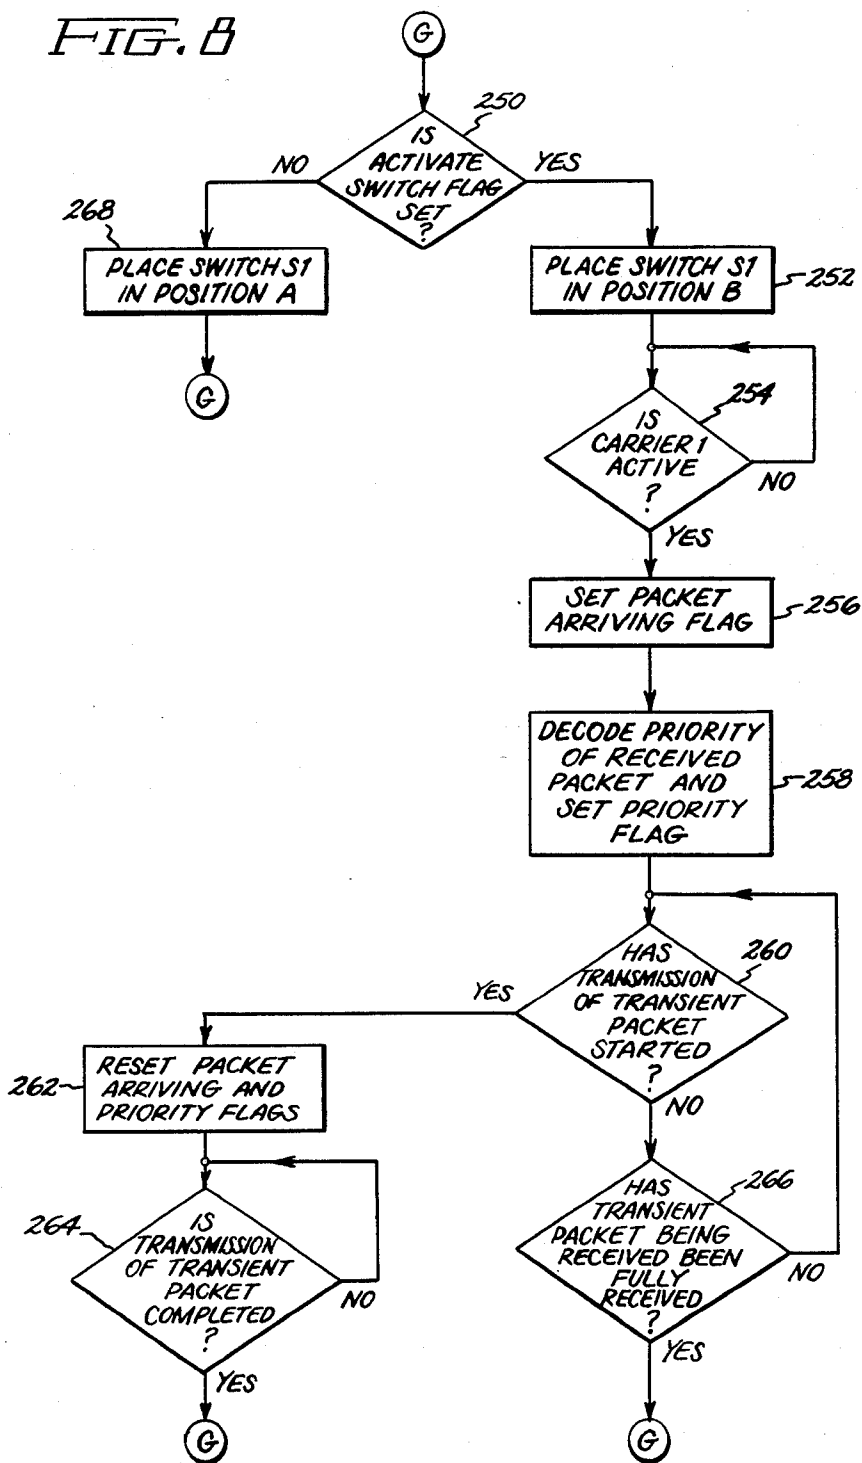 FIG. 8
G
250
IS
ACTIVATE
SWITCH FLAG
SET
?
NO
YES
268
PLACE SWITCH S1
IN POSITION A
G
PLACE SWITCH S1
IN POSITION B
252
254
IS
CARRIER 1
ACTIVE
?
NO
YES
SET PACKET
ARRIVING FLAG
256
DECODE PRIORITY
OF RECEIVED
PACKET AND
SET PRIORITY
FLAG
258
260
HAS
TRANSMISSION
OF TRANSIENT
PACKET
STARTED
?
YES
NO
262
RESET PACKET
ARRIVING AND
PRIORITY FLAGS
264
IS
TRANSMISSION
OF TRANSIENT
PACKET
COMPLETED
?
NO
YES
G
266
HAS
TRANSIENT
PACKET BEING
RECEIVED BEEN
FULLY
RECEIVED
?
NO
YES
G